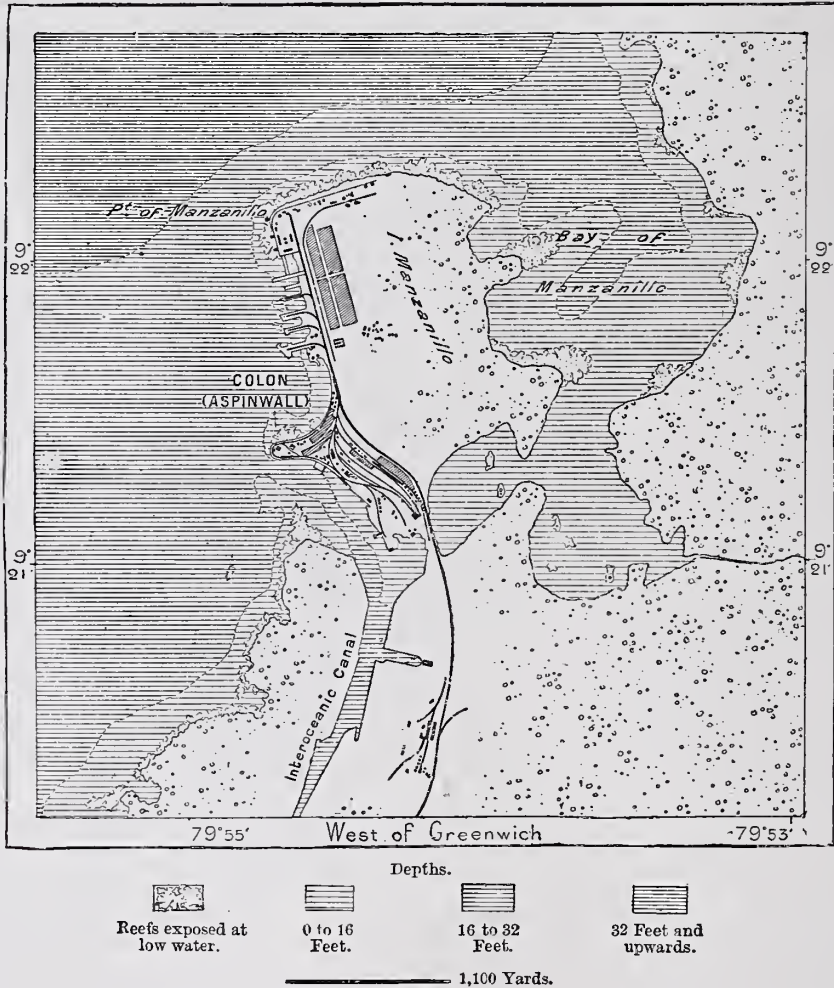 Pt. of Manzanilo
9°
22'
I. Manzanillo
Bay of
Manzanillo
9°
22'
COLON
(ASPINWALL)
9°
21'
9°
21'
Interoceanic Canal
79°55'
West of Greenwich
79°53'
Depths.
Reefs exposed at
low water.
0 to 16
Feet.
16 to 32
Feet.
32 Feet and
upwards.
1,100 Yards.